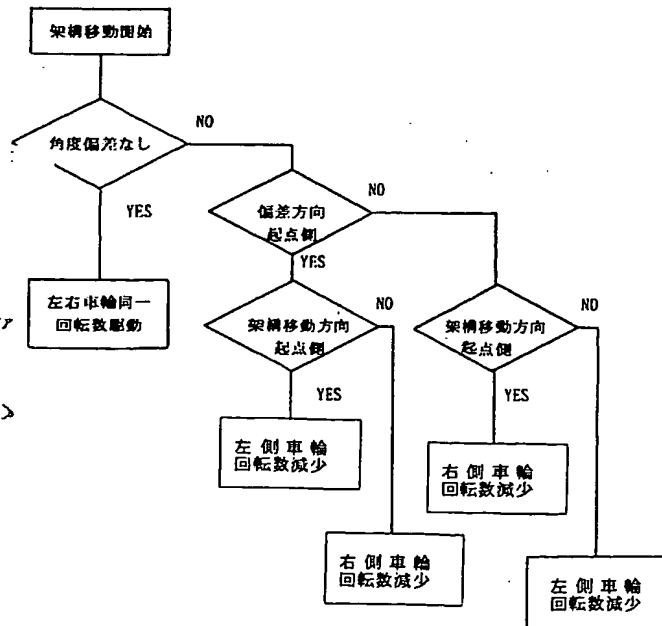 架構移動開始
NO
角度偏差なし
YES
NO
偏差方向
起点側
YES
左右車輪同一
回転数駆動
NO
架構移動方向
起点側
YES
NO
架構移動方向
起点側
YES
左側車輪
回転数減少
右側車輪
回転数減少
右側車輪
回転数減少
左側車輪
回転数減少